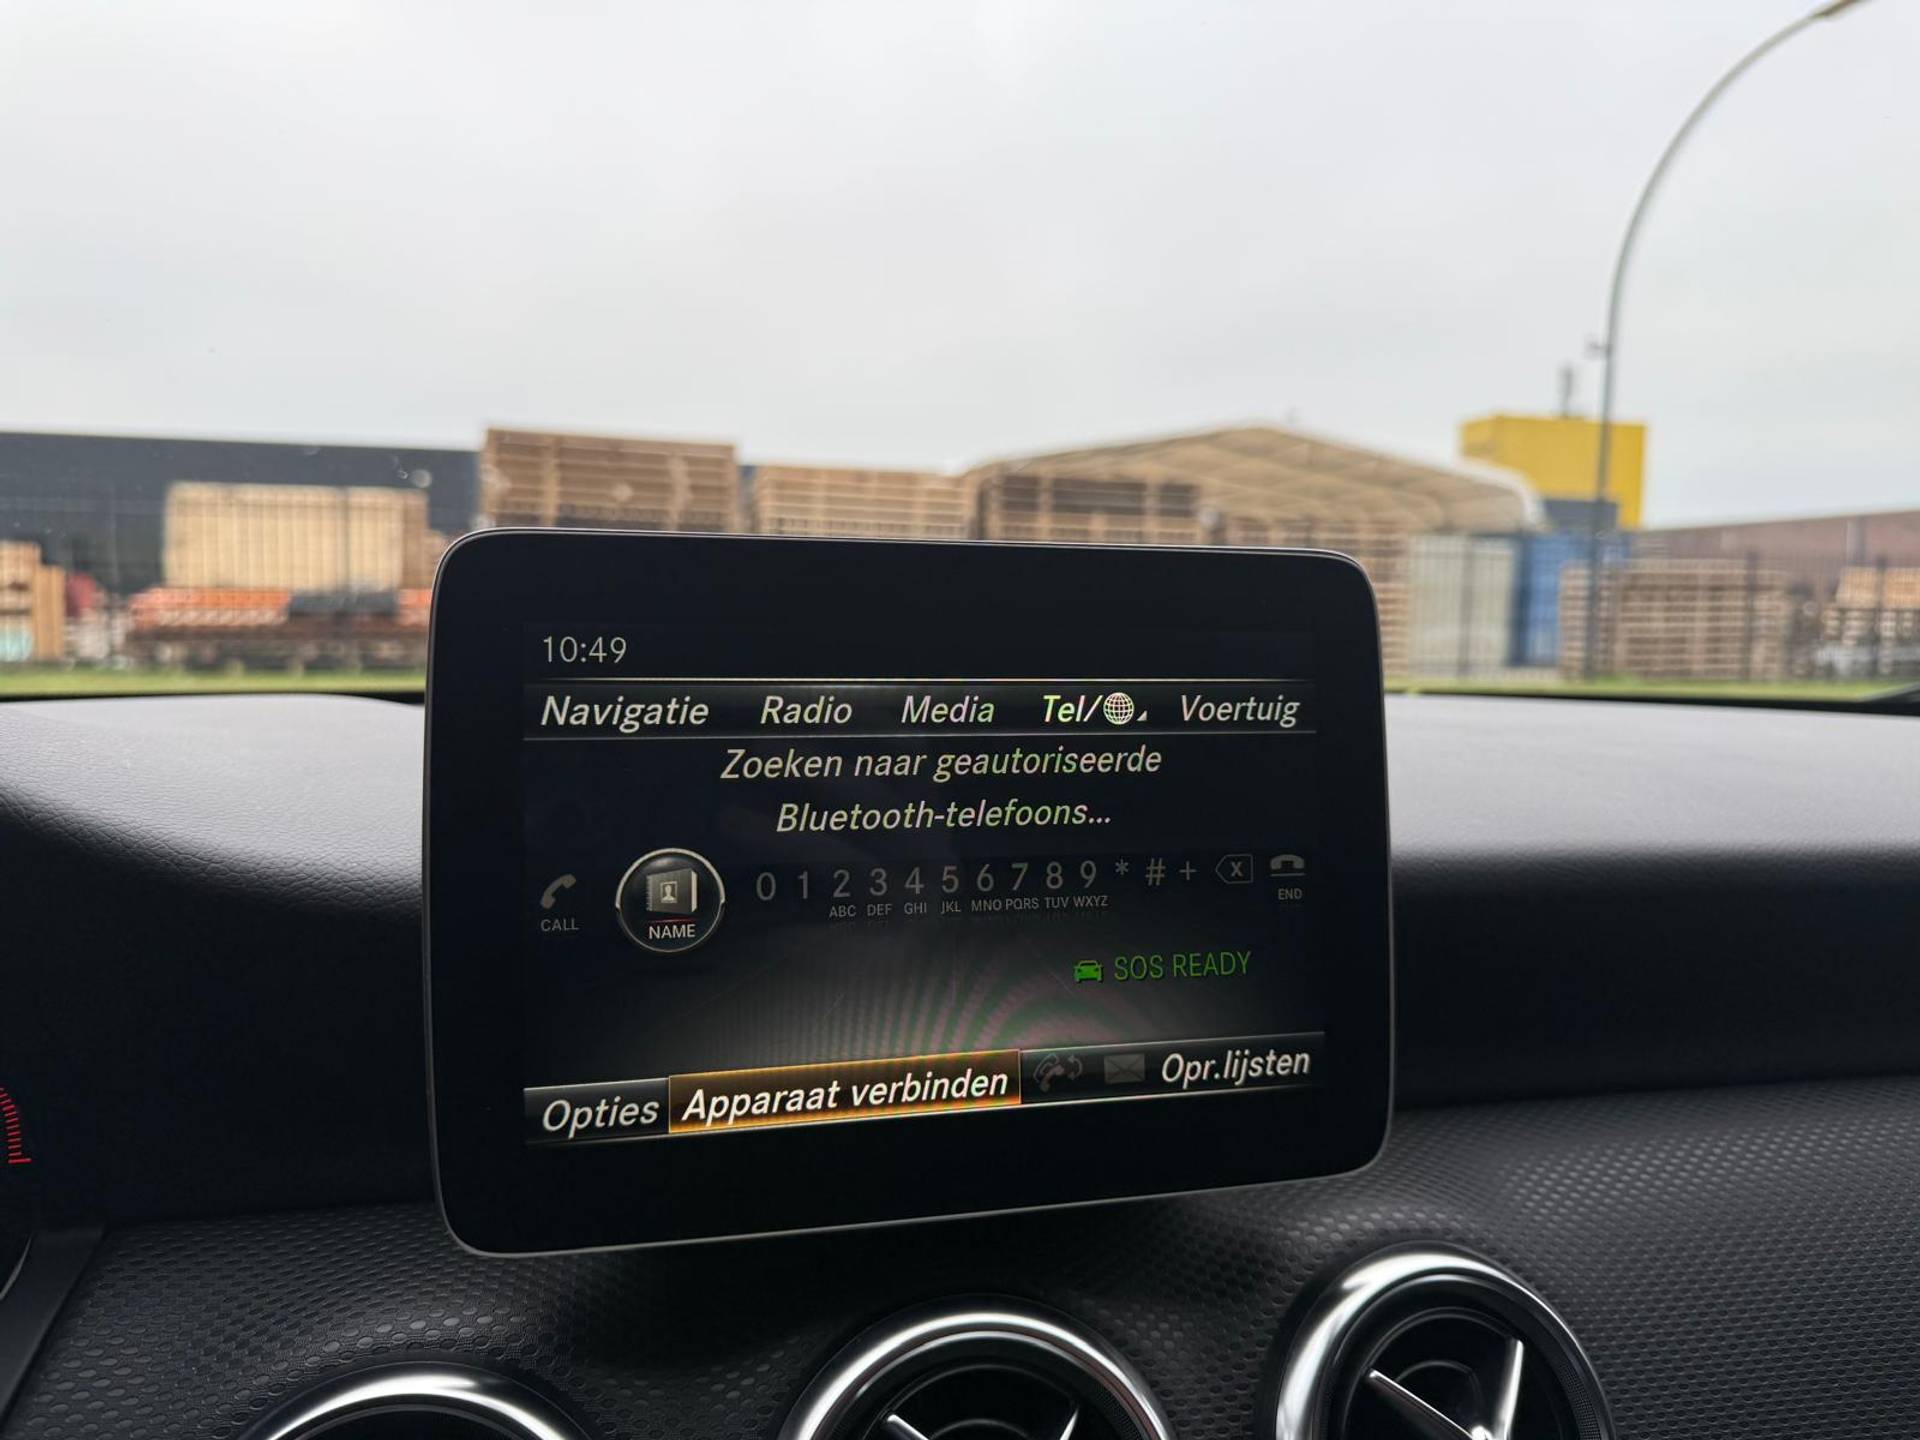 10:49
Navigatie Radio Media Tel/ Voertuig
Zoeken naar geautoriseerde
Bluetooth-telefoons...
0 1 2 3 4 5 6 7 8 9 * # + X
ABC DEF GHI JKL MNO PQRS TUV WXYZ
CALL NAME END
SOS READY
Opties Apparaat verbinden Opr.lijsten